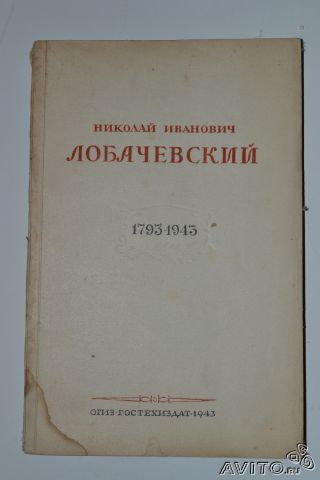 НИКОЛАЙ ИВАНОВИЧ
ЛОБАЧЕВСКИЙ
1793-1943
ОГИЗ·ГОСТЕХИЗДАТ·1943
AVITO.ru